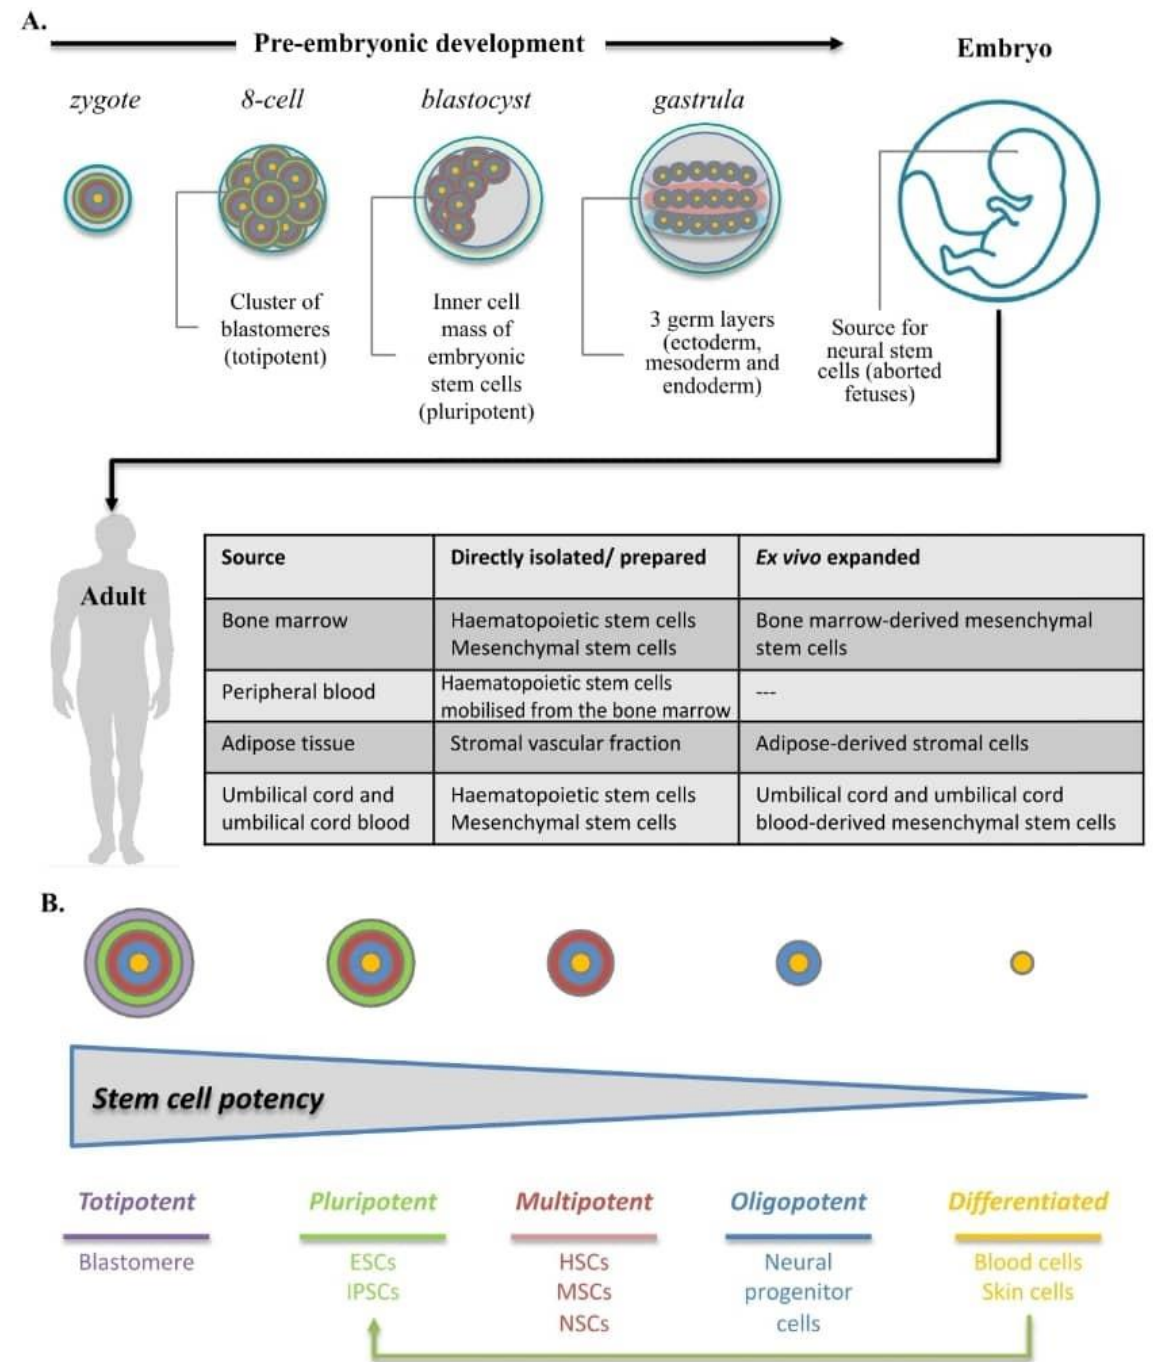 A.
Pre-embryonic development
Embryo
zygote
8-cell
blastocyst
gastrula
Cluster of
blastomeres
(totipotent)
Inner cell
mass of
embryonic
stem cells
(pluripotent)
3 germ layers
(ectoderm,
mesoderm and
endoderm)
Source for
neural stem
cells (aborted
fetuses)
Adult
Source
Directly isolated/ prepared
Ex vivo expanded
Bone marrow
Haematopoietic stem cells
Mesenchymal stem cells
Bone marrow-derived mesenchymal
stem cells
Peripheral blood
Haematopoietic stem cells
mobilised from the bone marrow
---
Adipose tissue
Stromal vascular fraction
Adipose-derived stromal cells
Umbilical cord and
umbilical cord blood
Haematopoietic stem cells
Mesenchymal stem cells
Umbilical cord and umbilical cord
blood-derived mesenchymal stem cells
B.
Stem cell potency
Totipotent
Blastomere
Pluripotent
ESCs
IPSCs
Multipotent
HSCs
MSCs
NSCs
Oligopotent
Neural
progenitor
cells
Differentiated
Blood cells
Skin cells